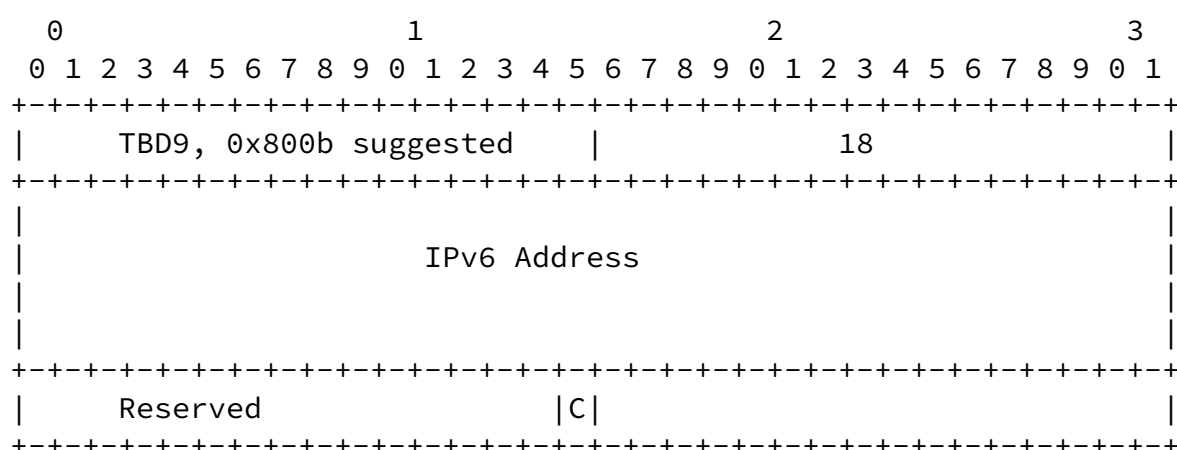 0                   1                   2                   3
 0 1 2 3 4 5 6 7 8 9 0 1 2 3 4 5 6 7 8 9 0 1 2 3 4 5 6 7 8 9 0 1
+-+-+-+-+-+-+-+-+-+-+-+-+-+-+-+-+-+-+-+-+-+-+-+-+-+-+-+-+-+-+-+-+
|     TBD9, 0x800b suggested    |             18                |
+-+-+-+-+-+-+-+-+-+-+-+-+-+-+-+-+-+-+-+-+-+-+-+-+-+-+-+-+-+-+-+-+
|                                                               |
|                      IPv6 Address                             |
|                                                               |
|                                                               |
+-+-+-+-+-+-+-+-+-+-+-+-+-+-+-+-+-+-+-+-+-+-+-+-+-+-+-+-+-+-+-+-+
|     Reserved                |C|                               |
+-+-+-+-+-+-+-+-+-+-+-+-+-+-+-+-+-+-+-+-+-+-+-+-+-+-+-+-+-+-+-+-+